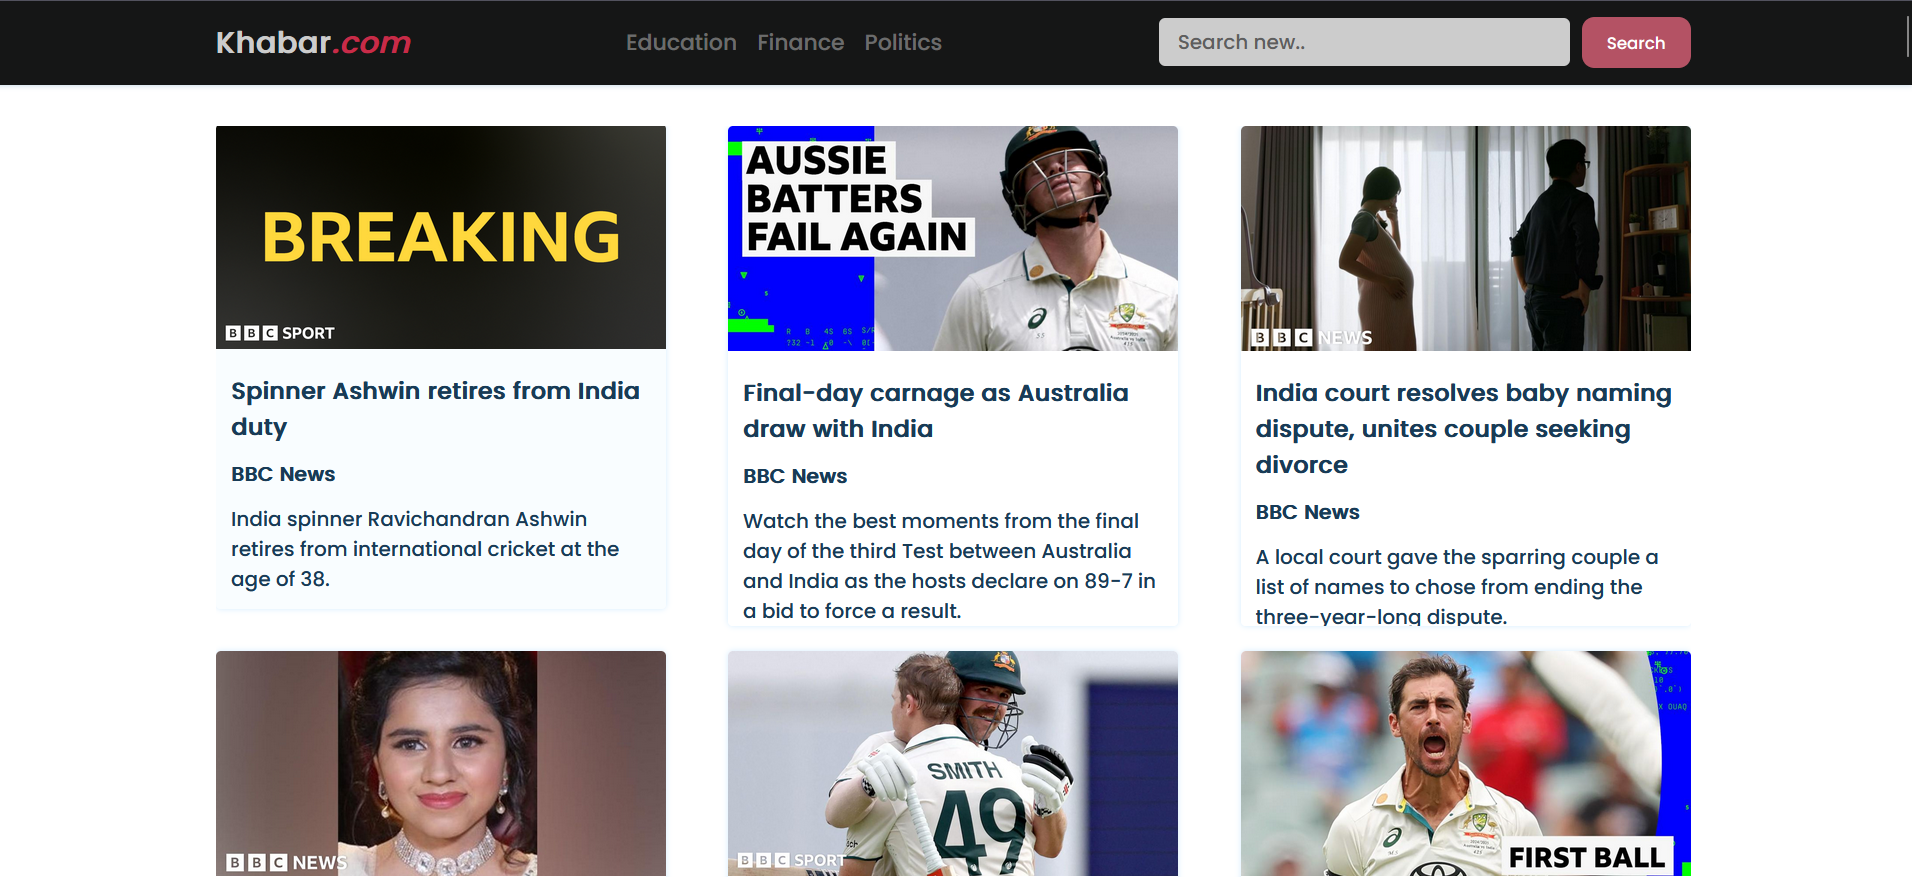 Khabar.com
Education Finance Politics
Search new..
Search
BREAKING
BBC SPORT
Spinner Ashwin retires from India
duty
BBC News
India spinner Ravichandran Ashwin
retires from international cricket at the
age of 38.
AUSSIE
BATTERS
FAIL AGAIN
R B 4S 6S S/R
Final-day carnage as Australia
draw with India
BBC News
Watch the best moments from the final
day of the third Test between Australia
and India as the hosts declare on 89-7 in
a bid to force a result.
BBC NEWS
India court resolves baby naming
dispute, unites couple seeking
divorce
BBC News
A local court gave the sparring couple a
list of names to chose from ending the
three-year-long dispute.
BBC NEWS
SMITH
49
BBC SPORT
FIRST BALL